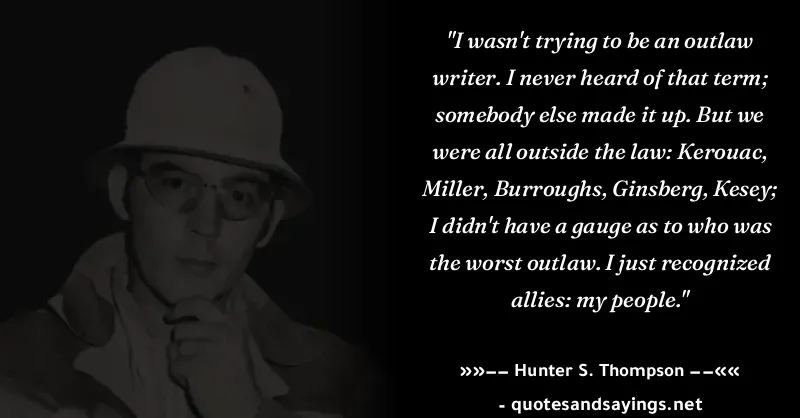 "I wasn't trying to be an outlaw
writer. I never heard of that term;
somebody else made it up. But we
were all outside the law: Kerouac,
Miller, Burroughs, Ginsberg, Kesey;
I didn't have a gauge as to who was
the worst outlaw. I just recognized
allies: my people."
»»–– Hunter S. Thompson ––««
- quotesandsayings.net